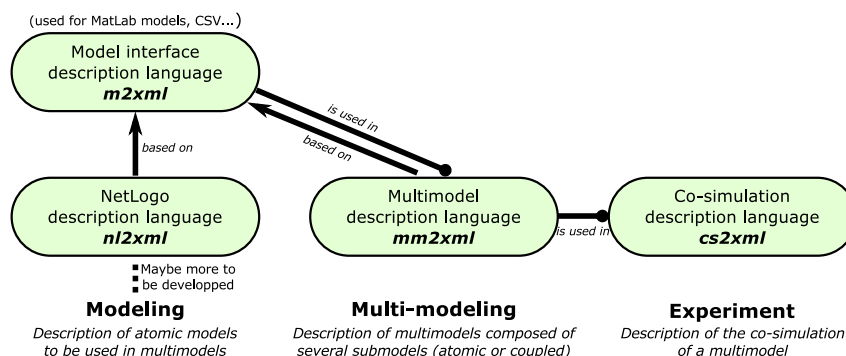 (used for MatLab models, CSV...)
Model interface
description language
m2xml
is used in
based on
based on
NetLogo
description language
nl2xml
Multimodel
description language
mm2xml
is used in
Co-simulation
description language
cs2xml
Maybe more to
be developped
Modeling
Description of atomic models
to be used in multimodels
Multi-modeling
Description of multimodels composed of
several submodels (atomic or coupled)
Experiment
Description of the co-simulation
of a multimodel